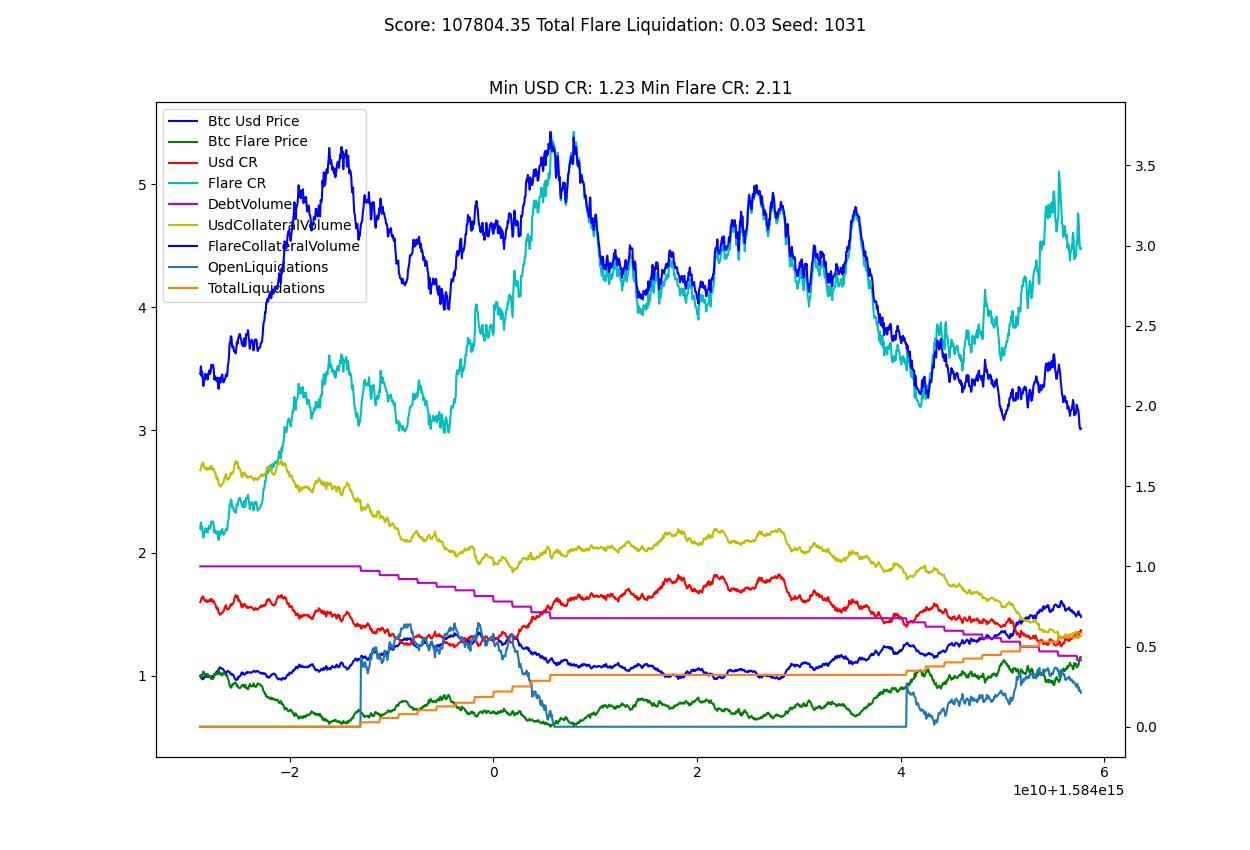 Score: 107804.35 Total Flare Liquidation: 0.03 Seed: 1031
Min USD CR: 1.23 Min Flare CR: 2.11
Btc Usd Price
Btc Flare Price
Usd CR
Flare CR
DebtVolume
UsdCollateralVolume
FlareCollateralVolume
OpenLiquidations
TotalLiquidations
5
4
3
2
1
3.5
3.0
2.5
2.0
1.5
1.0
0.5
0.0
−2 0 2 4 6
1e10+1.584e15